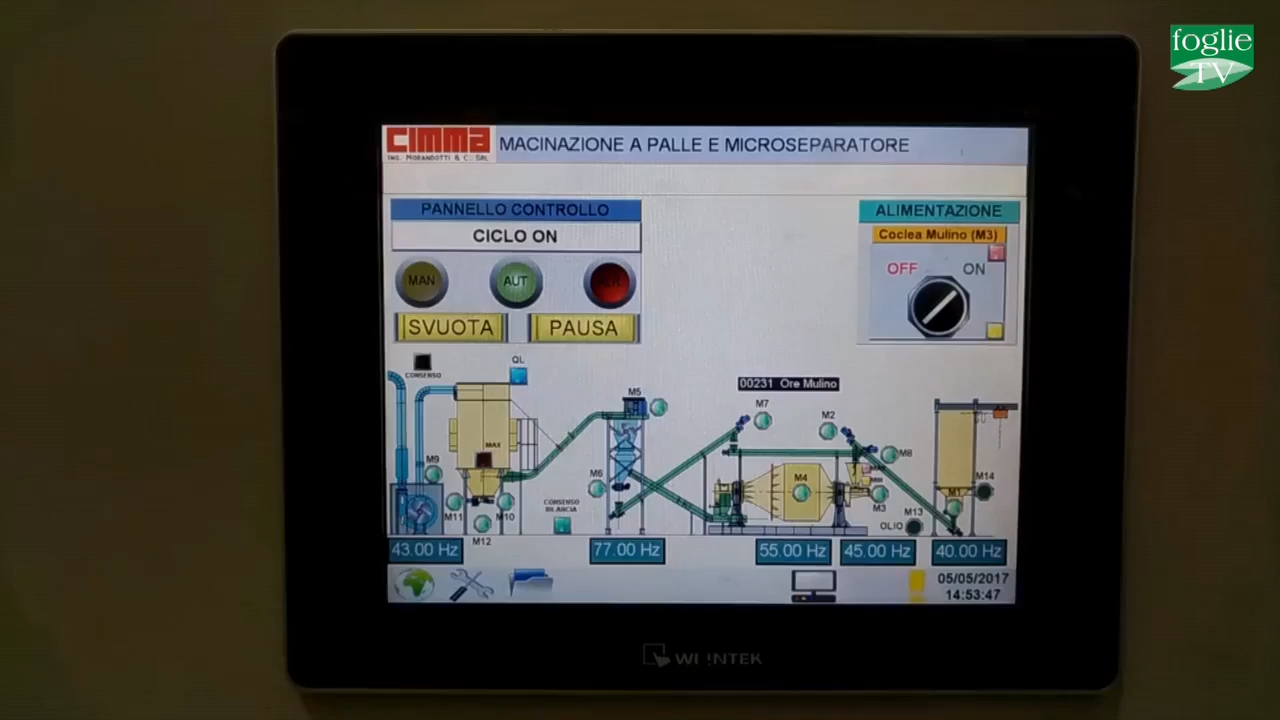 foglie
TV
CIMMA
ING. MORANDOTTI & C. SRL
MACINAZIONE A PALLE E MICROSEPARATORE
PANNELLO CONTROLLO
CICLO ON
MAN
AUT
SVUOTA
PAUSA
ALIMENTAZIONE
Coclea Mulino (M3)
OFF
ON
CONSENSO
QL
00231 Ore Mulino
M5
M7
M2
M9
MAX
M6
M8
M4
M14
M1
M11
M10
CONSENSO
BILANCIA
M3
M13
OLIO
M12
43.00 Hz
77.00 Hz
55.00 Hz
45.00 Hz
40.00 Hz
05/05/2017
14:53:47